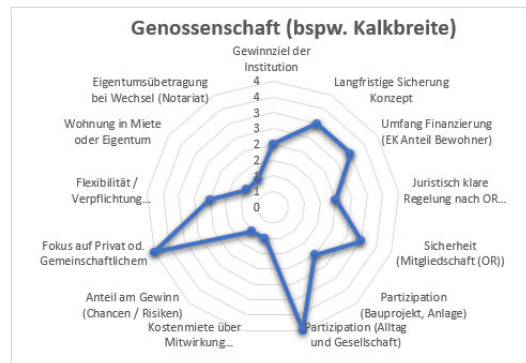 Genossenschaft (bspw. Kalkbreite)
Gewinnziel der
Institution
Eigentumsübetragung
bei Wechsel (Notariat)
Langfristige Sicherung
Konzept
Wohnung in Miete
oder Eigentum
Umfang Finanzierung
(EK Anteil Bewohner)
Flexibilität /
Verpflichtung...
Juristisch klare
Regelung nach OR...
Fokus auf Privat od.
Gemeinschaftlichem
Sicherheit
(Mitgliedschaft (OR))
Anteil am Gewinn
(Chancen / Risiken)
Partizipation
(Bauprojekt, Anlage)
Kostenmiete über
Mitwirkung...
Partizipation (Alltag
und Gesellschaft)
4
4
3
3
2
2
1
1
0